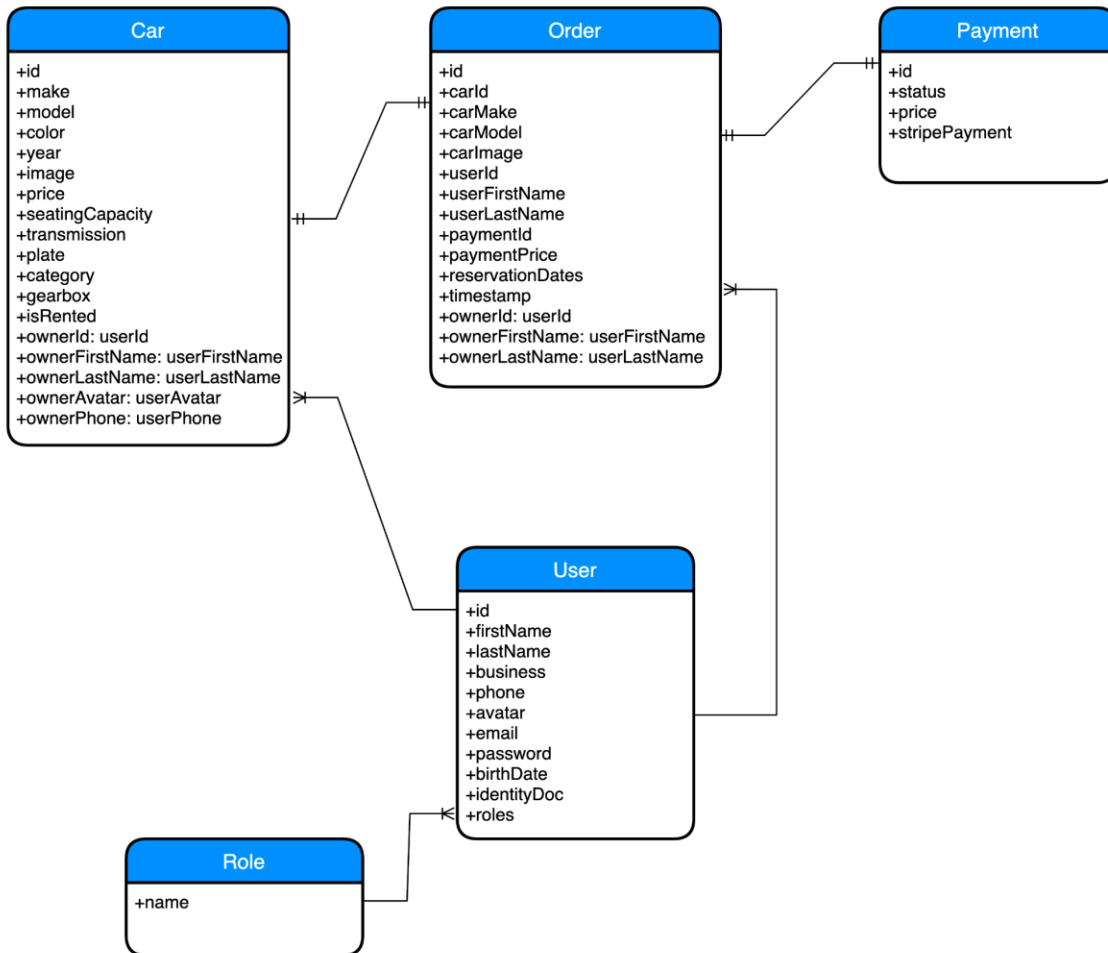 Car
+id
+make
+model
+color
+year
+image
+price
+seatingCapacity
+transmission
+plate
+category
+gearbox
+isRented
+ownerId: userId
+ownerFirstName: userFirstName
+ownerLastName: userLastName
+ownerAvatar: userAvatar
+ownerPhone: userPhone
Order
+id
+carId
+carMake
+carModel
+carImage
+userId
+userFirstName
+userLastName
+paymentId
+paymentPrice
+reservationDates
+timestamp
+ownerId: userId
+ownerFirstName: userFirstName
+ownerLastName: userLastName
Payment
+id
+status
+price
+stripePayment
User
+id
+firstName
+lastName
+business
+phone
+avatar
+email
+password
+birthDate
+identityDoc
+roles
Role
+name